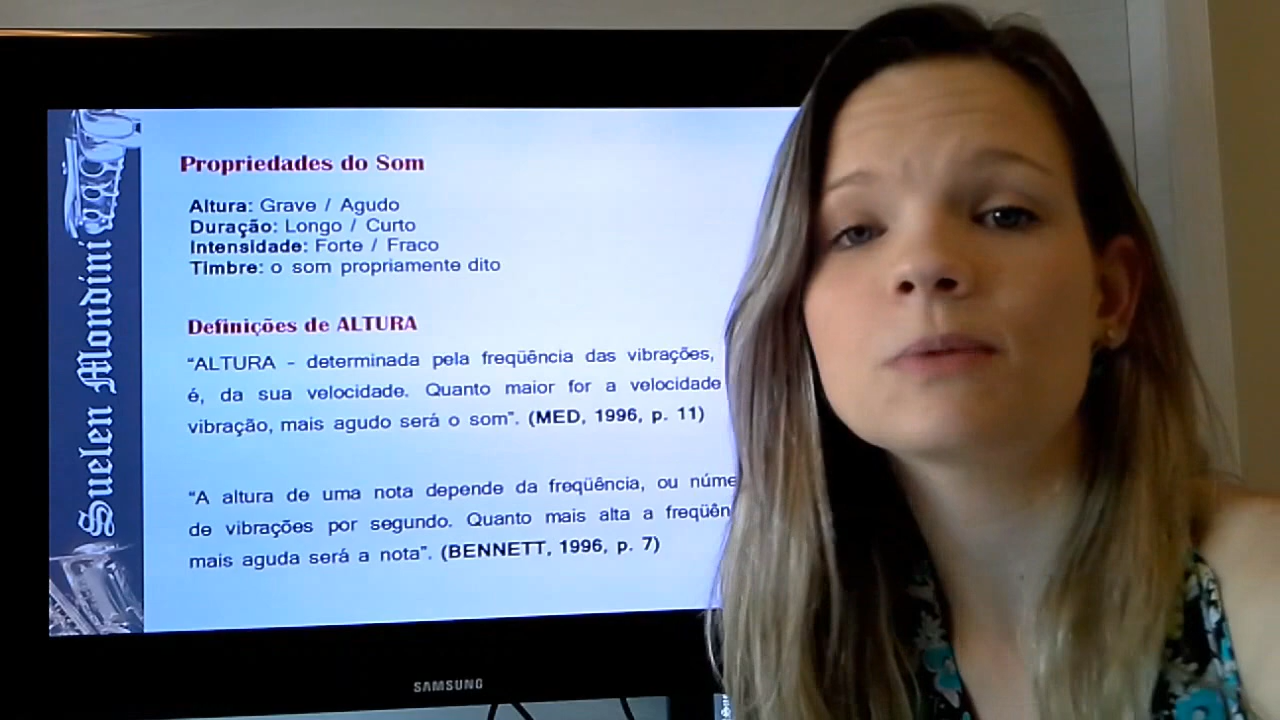 Suelen Mondini
Propriedades do Som
Altura: Grave / Agudo
Duração: Longo / Curto
Intensidade: Forte / Fraco
Timbre: o som propriamente dito
Definições de ALTURA
“ALTURA - determinada pela freqüência das vibrações,
é, da sua velocidade. Quanto maior for a velocidade
vibração, mais agudo será o som”. (MED, 1996, p. 11)
“A altura de uma nota depende da freqüência, ou núme
de vibrações por segundo. Quanto mais alta a freqüên
mais aguda será a nota”. (BENNETT, 1996, p. 7)
SAMSUNG